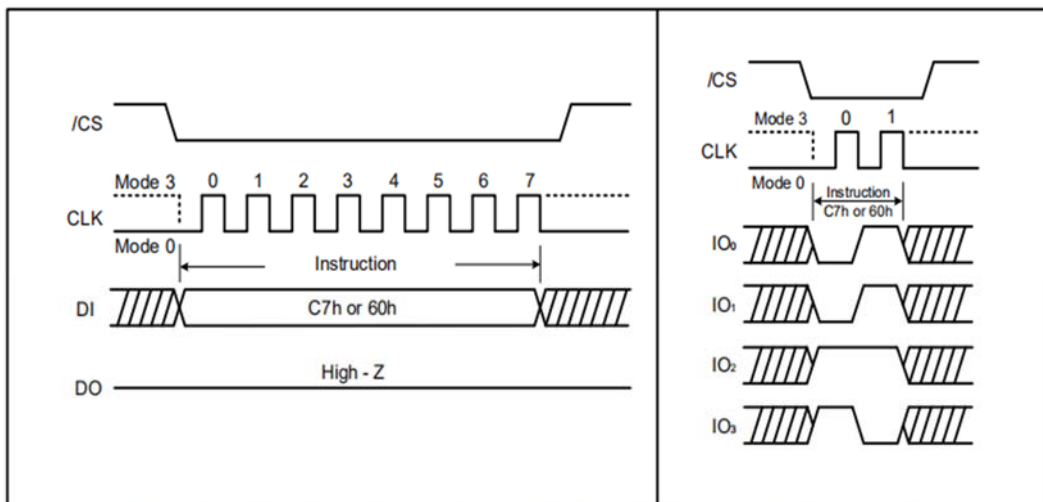 /CS
Mode 3
0 1 2 3 4 5 6 7
CLK
Mode 0
Instruction
DI
C7h or 60h
High - Z
DO
/CS
Mode 3
0 1
CLK
Mode 0
Instruction
C7h or 60h
IO₀
IO₁
IO₂
IO₃